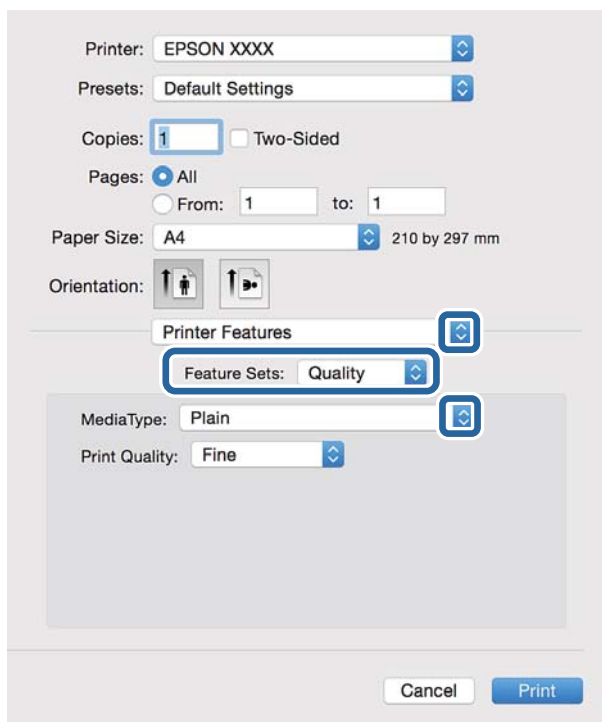 Printer: EPSON XXXX
Presets: Default Settings
Copies: 1 Two-Sided
Pages: All
From: 1 to: 1
Paper Size: A4 210 by 297 mm
Orientation:
Printer Features
Feature Sets: Quality
MediaType: Plain
Print Quality: Fine
Cancel Print